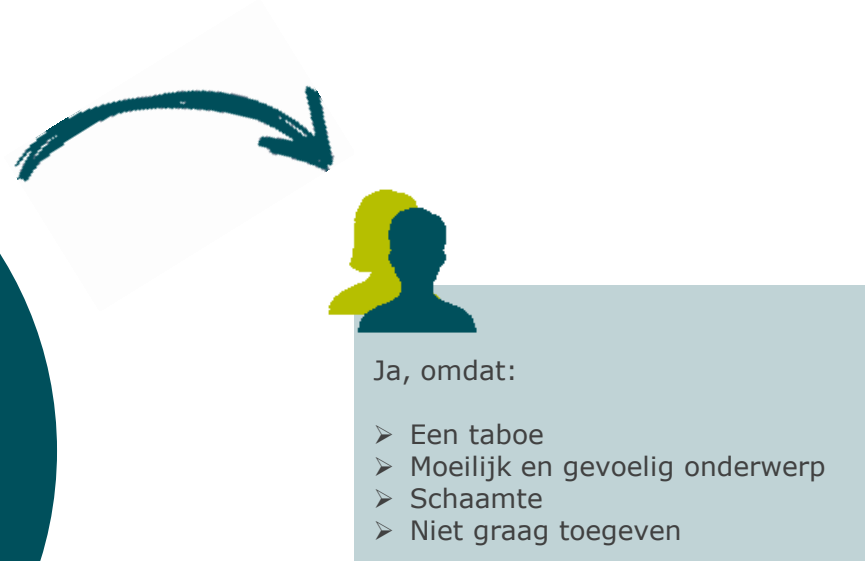 Ja, omdat:
➢ Een taboe
➢ Moeilijk en gevoelig onderwerp
➢ Schaamte
➢ Niet graag toegeven